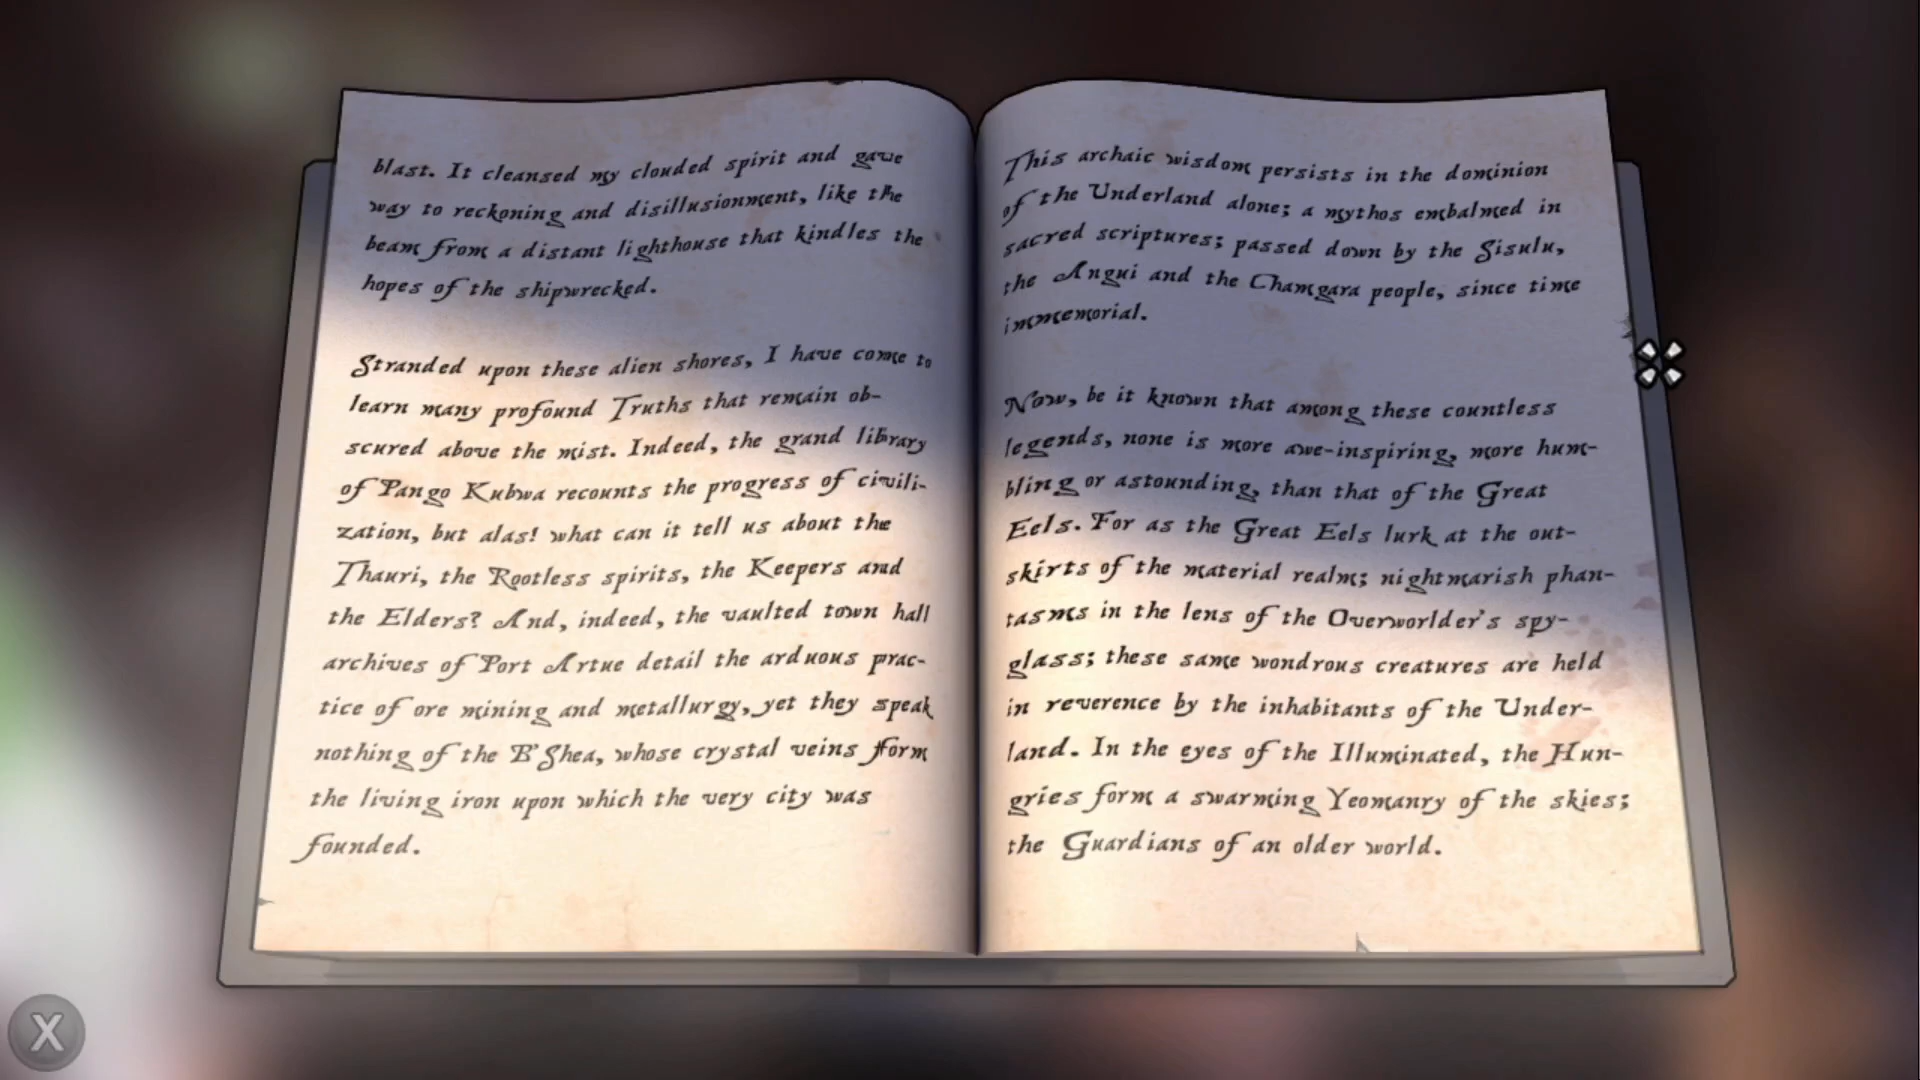 blast. It cleansed my clouded spirit and gave
way to reckoning and disillusionment, like the
beam from a distant lighthouse that kindles the
hopes of the shipwrecked.
Stranded upon these alien shores, I have come to
learn many profound Truths that remain ob-
scured above the mist. Indeed, the grand library
of Pango Kubwa recounts the progress of civili-
zation, but alas! what can it tell us about the
Thauri, the Rootless spirits, the Keepers and
the Elders? And, indeed, the vaulted town hall
archives of Port Artue detail the arduous prac-
tice of ore mining and metallurgy, yet they speak
nothing of the B'Shea, whose crystal veins form
the living iron upon which the very city was
founded.
This archaic wisdom persists in the dominion
of the Underland alone; a mythos embalmed in
sacred scriptures; passed down by the Sisulu,
the Angui and the Chamgara people, since time
immemorial.
Now, be it known that among these countless
legends, none is more awe-inspiring, more hum-
bling or astounding, than that of the Great
Eels. For as the Great Eels lurk at the out-
skirts of the material realm; nightmarish phan-
tasms in the lens of the Overworlder's spy-
glass; these same wondrous creatures are held
in reverence by the inhabitants of the Under-
land. In the eyes of the Illuminated, the Hun-
gries form a swarming Yeomanry of the skies;
the Guardians of an older world.
X